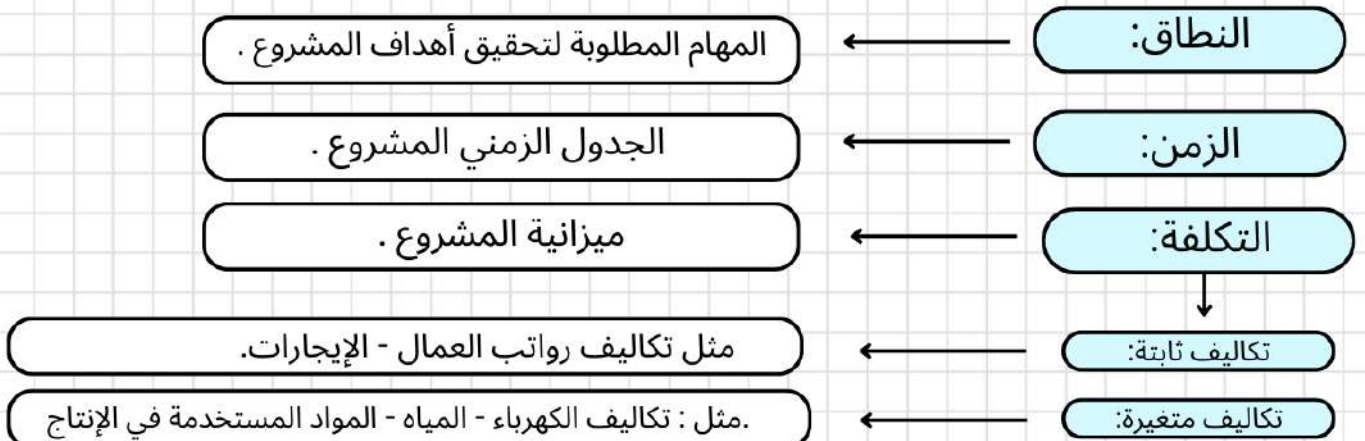 النطاق:
المهام المطلوبة لتحقيق أهداف المشروع .
الزمن:
الجدول الزمني المشروع .
التكلفة:
ميزانية المشروع .
تكاليف ثابتة:
مثل تكاليف رواتب العمال - الإيجارات.
تكاليف متغيرة:
.مثل : تكاليف الكهرباء - المياه - المواد المستخدمة في الإنتاج